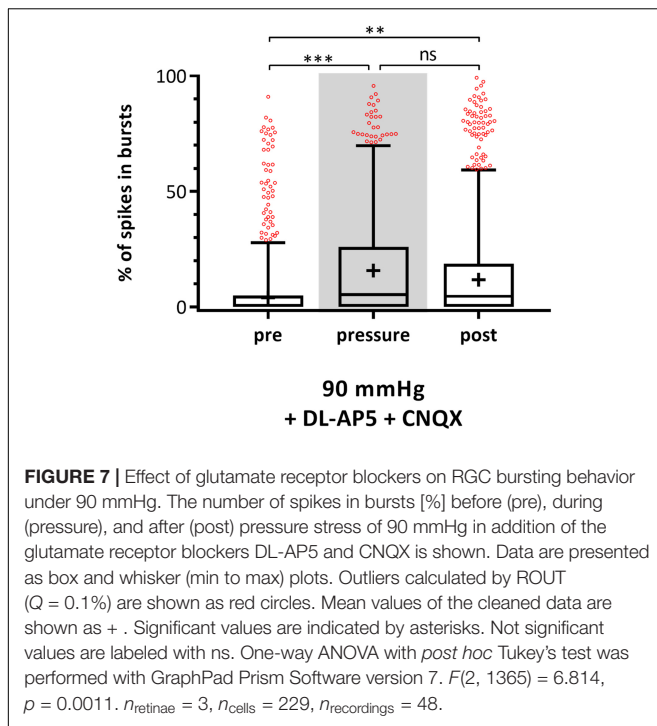 **
***
ns
100
50
0
% of spikes in bursts
pre
pressure
post
90 mmHg
+ DL-AP5 + CNQX
FIGURE 7 | Effect of glutamate receptor blockers on RGC bursting behavior
under 90 mmHg. The number of spikes in bursts [%] before (pre), during
(pressure), and after (post) pressure stress of 90 mmHg in addition of the
glutamate receptor blockers DL-AP5 and CNQX is shown. Data are presented
as box and whisker (min to max) plots. Outliers calculated by ROUT
(Q = 0.1%) are shown as red circles. Mean values of the cleaned data are
shown as + . Significant values are indicated by asterisks. Not significant
values are labeled with ns. One-way ANOVA with post hoc Tukey's test was
performed with GraphPad Prism Software version 7. F(2, 1365) = 6.814,
p = 0.0011. nretinae = 3, ncells = 229, nrecordings = 48.